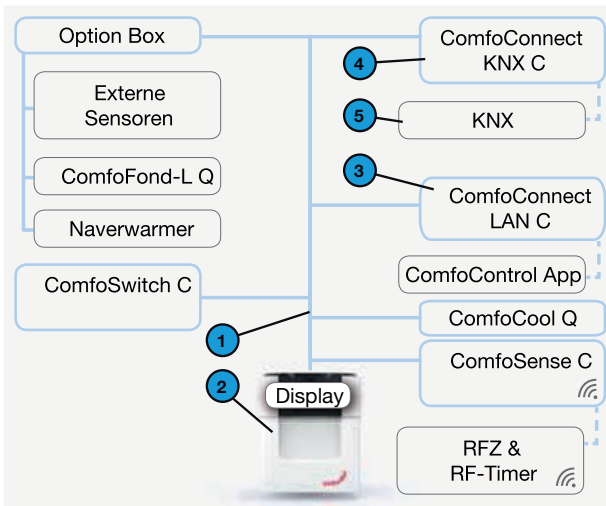 Option Box
Externe
Sensoren
ComfoFond-L Q
Naverwarmer
ComfoSwitch C
4
ComfoConnect
KNX C
5
KNX
3
ComfoConnect
LAN C
ComfoControl App
ComfoCool Q
ComfoSense C
1
2
Display
RFZ &
RF-Timer